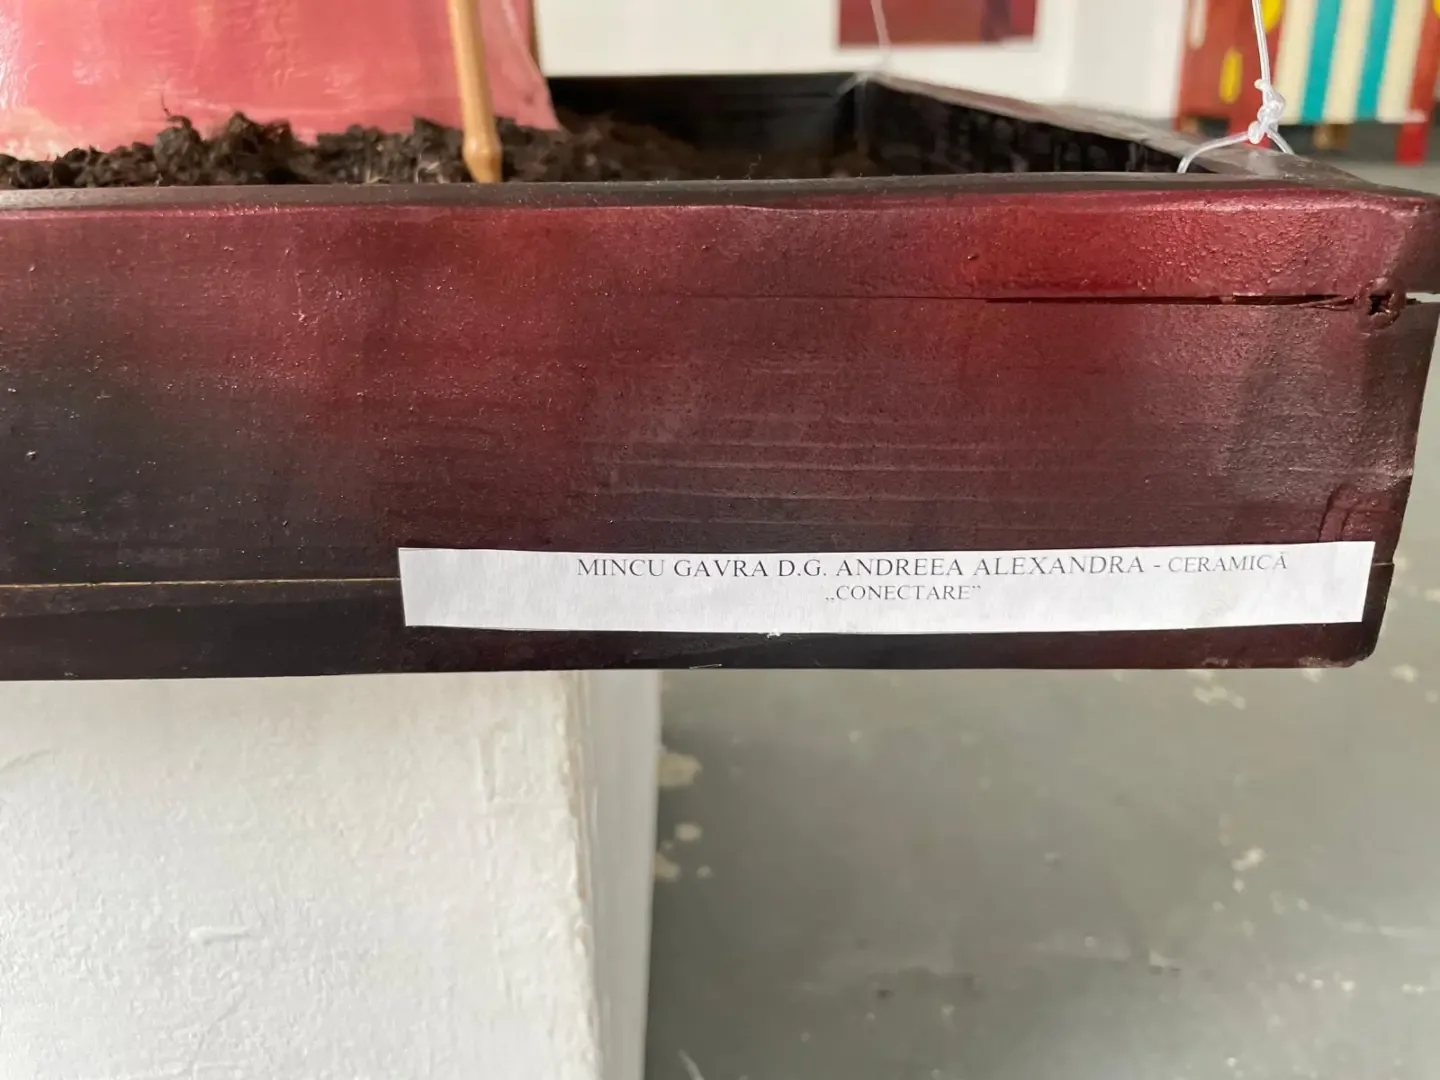 MINCU GAVRA D.G. ANDREEA ALEXANDRA - CERAMICĂ
„CONECTARE”